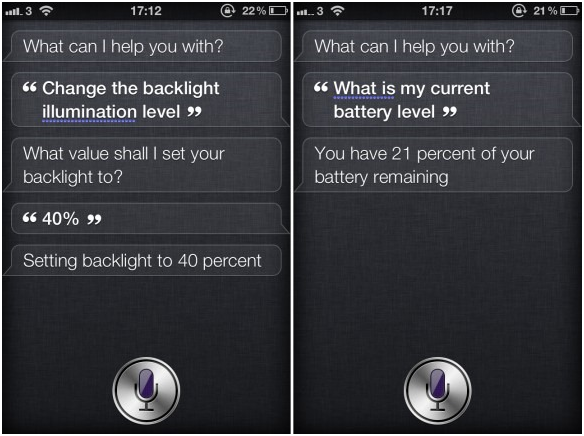 3 17:12 22%
What can I help you with?
“ Change the backlight
illumination level ”
What value shall I set your
backlight to?
“ 40% ”
Setting backlight to 40 percent
3 17:17 21%
What can I help you with?
“ What is my current
battery level ”
You have 21 percent of your
battery remaining